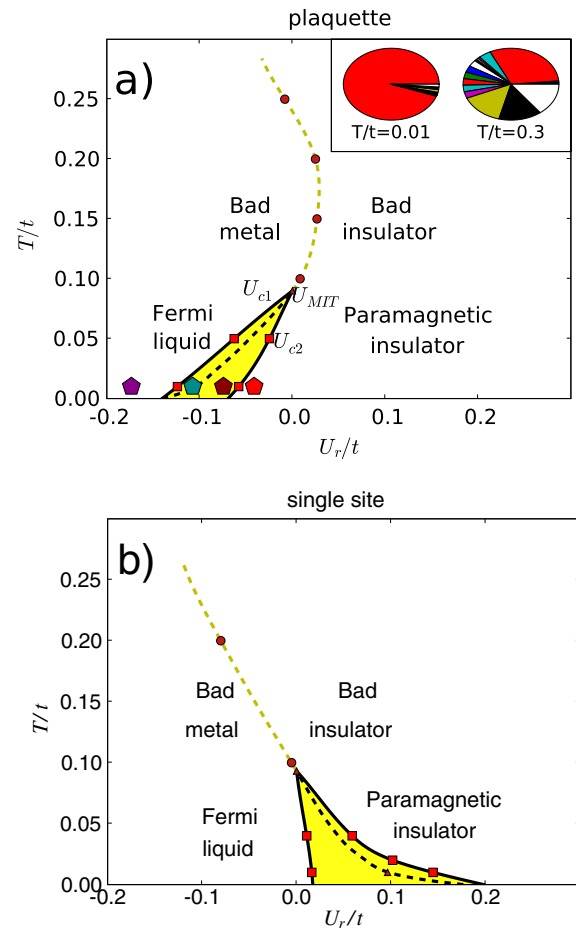 plaquette
a)
T/t=0.01 T/t=0.3
0.25
0.20
Bad metal
Bad insulator
0.15
T/t
0.10
U_{c1}
U_{MIT}
Fermi liquid
Paramagnetic insulator
0.05
U_{c2}
0.00
-0.2 -0.1 0.0 0.1 0.2
U_r/t
single site
b)
0.25
0.20
Bad metal
Bad insulator
0.15
T/t
0.10
Fermi liquid
Paramagnetic insulator
0.05
0.00
-0.2 -0.1 0.0 0.1 0.2
U_r/t